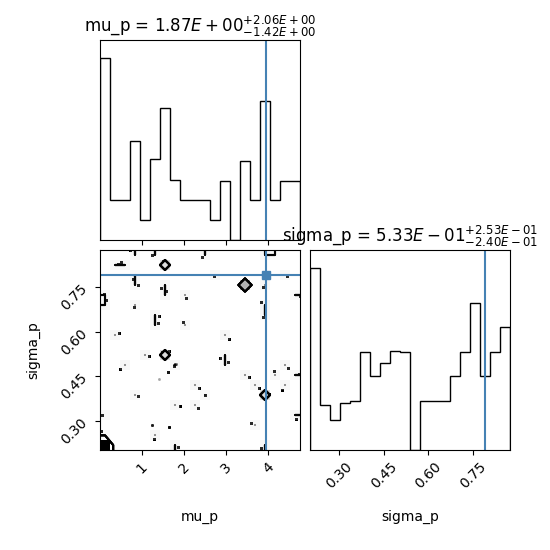 mu_p = 1.87E + 00 +2.06E + 00 −1.42E + 00
sigma_p = 5.33E − 01 +2.53E − 01 −2.40E − 01
0.75
0.60
0.45
0.30
sigma_p
1 2 3 4
mu_p
0.30 0.45 0.60 0.75
sigma_p